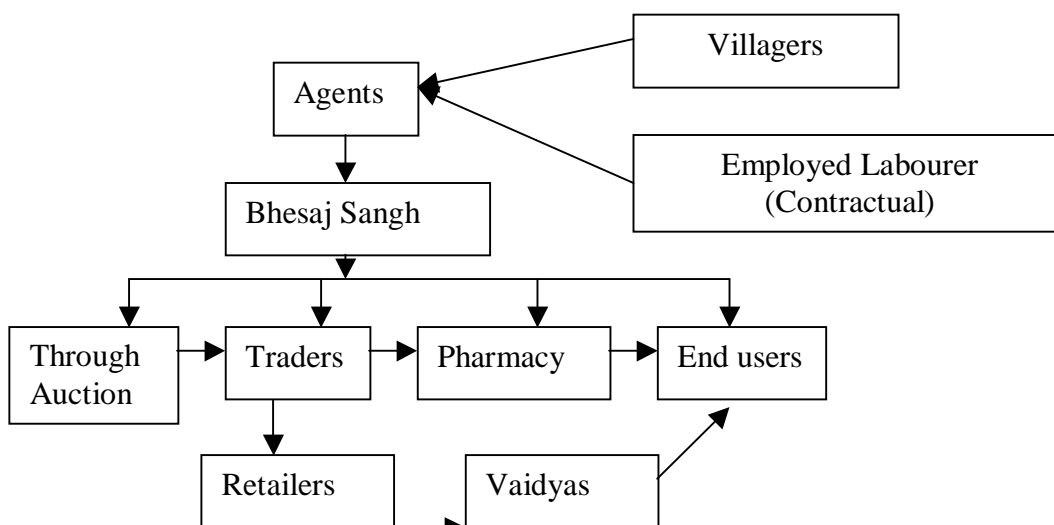 Villagers
Agents
Employed Labourer
(Contractual)
Bhesaj Sangh
Through
Auction
Traders
Pharmacy
End users
Retailers
Vaidyas